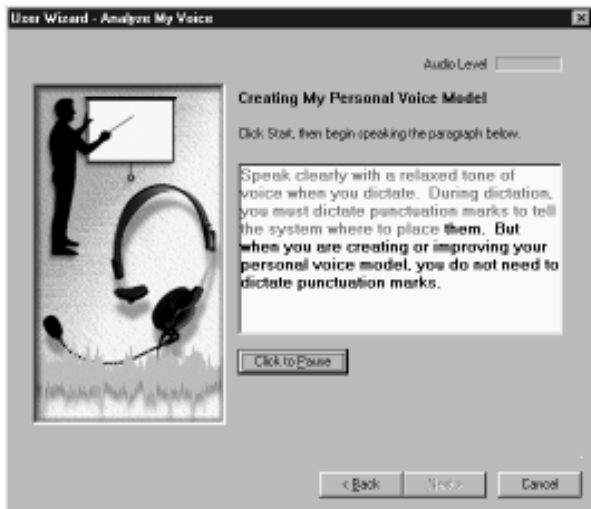 User Wizard - Analyze My Voice
Audio Level
Creating My Personal Voice Model
Click Start, then begin speaking the paragraph below.
Speak clearly with a relaxed tone of
voice when you dictate. During dictation,
you must dictate punctuation marks to tell
the system where to place them. But
when you are creating or improving your
personal voice model, you do not need to
dictate punctuation marks.
Click to Pause
< Back
Next >
Cancel